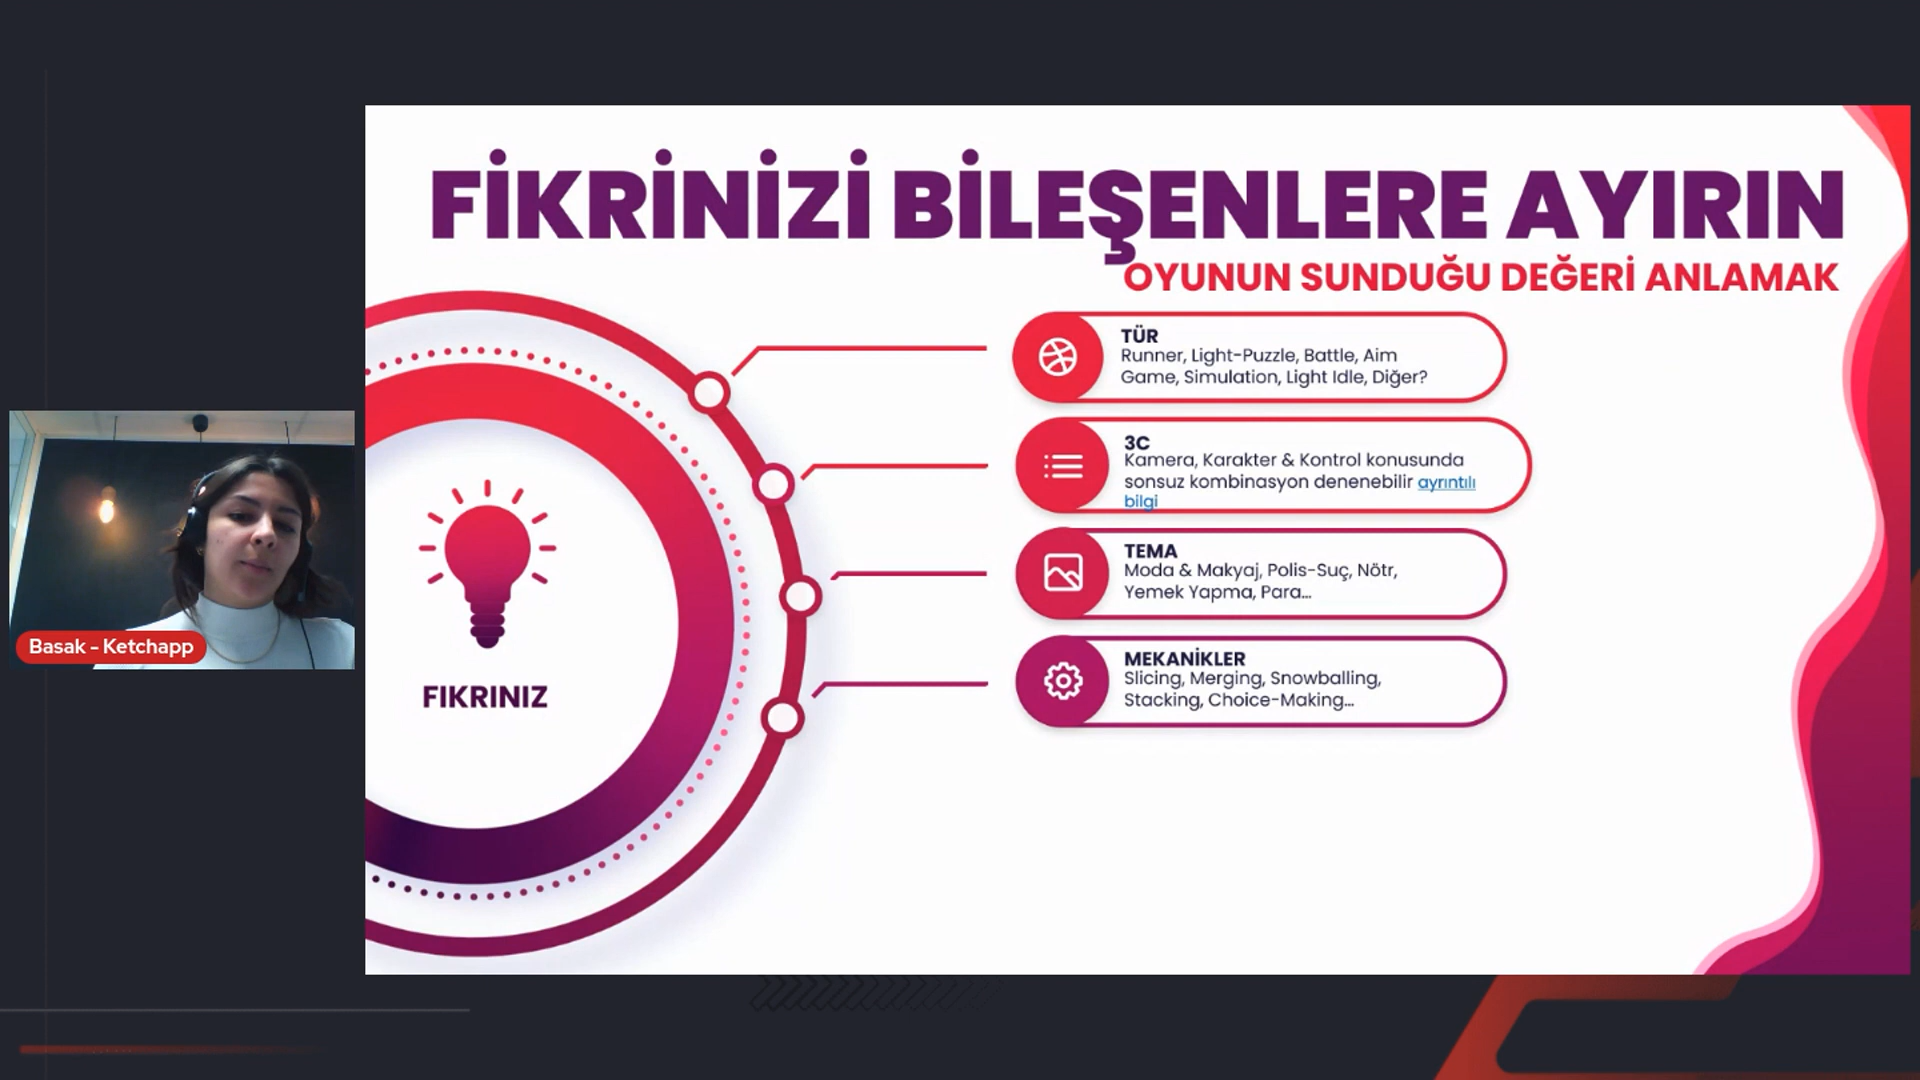 FİKRİNİZİ BİLEŞENLERE AYIRIN
OYUNUN SUNDUĞU DEĞERİ ANLAMAK
TÜR
Runner, Light-Puzzle, Battle, Aim
Game, Simulation, Light Idle, Diğer?
3C
Kamera, Karakter & Kontrol konusunda
sonsuz kombinasyon denenebilir ayrıntılı
bilgi
TEMA
Moda & Makyaj, Polis-Suç, Nötr,
Yemek Yapma, Para...
MEKANİKLER
Slicing, Merging, Snowballing,
Stacking, Choice-Making...
FIKRINIZ
Basak - Ketchapp